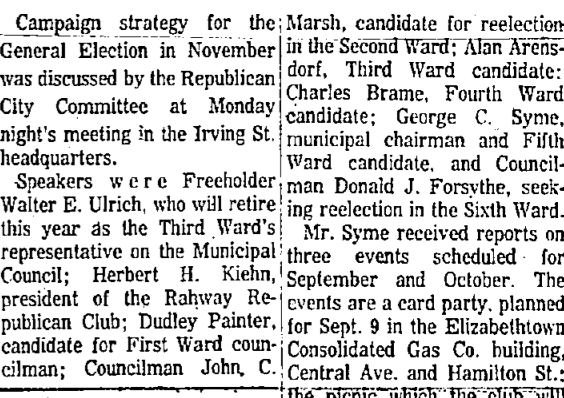 Campaign strategy for the
General Election in November
was discussed by the Republican
City Committee at Monday
night's meeting in the Irving St.
headquarters.
Speakers were Freeholder
Walter E. Ulrich, who will retire
this year as the Third Ward's
representative on the Municipal
Council; Herbert H. Kiehn,
president of the Rahway Re-
publican Club; Dudley Painter,
candidate for First Ward coun-
cilman; Councilman John C.
Marsh, candidate for reelection
in the Second Ward; Alan Arens-
dorf, Third Ward candidate;
Charles Brame, Fourth Ward
candidate; George C. Syme,
municipal chairman and Fifth
Ward candidate, and Council-
man Donald J. Forsythe, seek-
ing reelection in the Sixth Ward.
Mr. Syme received reports on
three events scheduled for
September and October. The
events are a card party, planned
for Sept. 9 in the Elizabethtown
Consolidated Gas Co. building,
Central Ave. and Hamilton St.;
the picnic which the club will